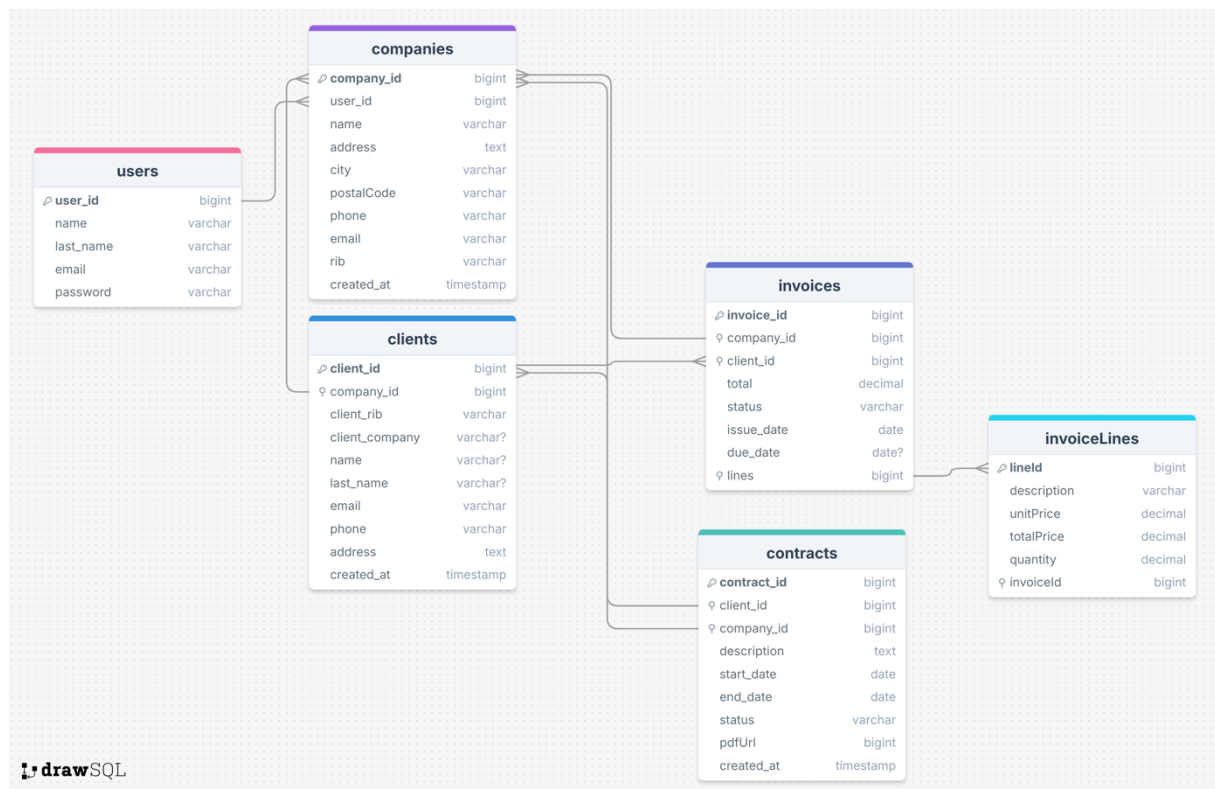 companies
company_id bigint
user_id bigint
name varchar
address text
city varchar
postalCode varchar
phone varchar
email varchar
rib varchar
created_at timestamp
users
user_id bigint
name varchar
last_name varchar
email varchar
password varchar
clients
client_id bigint
company_id bigint
client_rib varchar
client_company varchar?
name varchar?
last_name varchar?
email varchar
phone varchar
address text
created_at timestamp
invoices
invoice_id bigint
company_id bigint
client_id bigint
total decimal
status varchar
issue_date date
due_date date?
lines bigint
invoiceLines
lineId bigint
description varchar
unitPrice decimal
totalPrice decimal
quantity decimal
invoiceId bigint
contracts
contract_id bigint
client_id bigint
company_id bigint
description text
start_date date
end_date date
status varchar
pdfUrl bigint
created_at timestamp
drawSQL